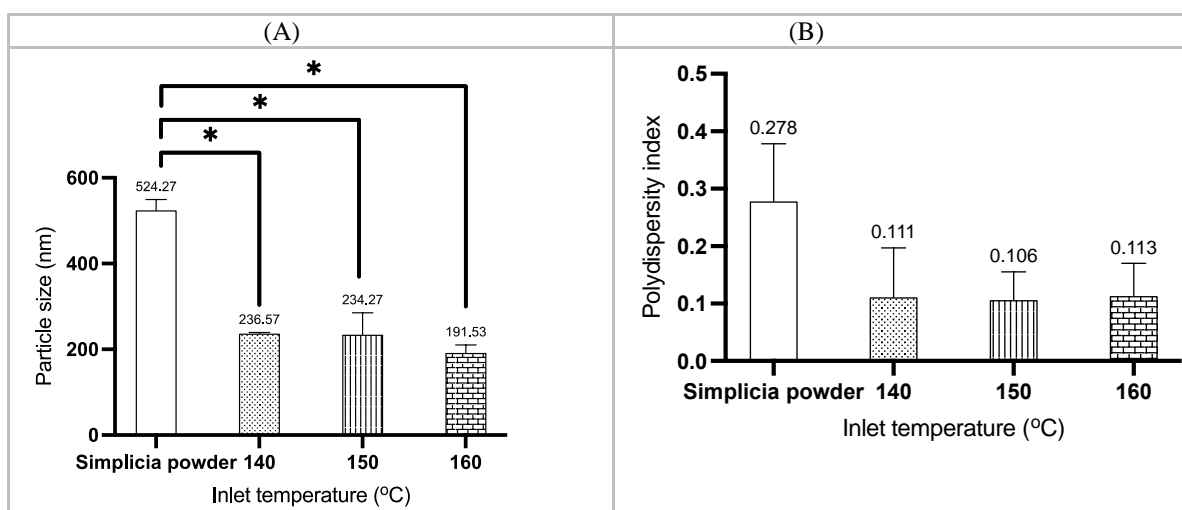 (A)
(B)
*
*
*
Particle size (nm)
600
400
200
0
524.27
236.57
234.27
191.53
Simplicia powder 140 150 160
Inlet temperature (ºC)
Polydispersity index
0.5
0.4
0.3
0.2
0.1
0.0
0.278
0.111
0.106
0.113
Simplicia powder 140 150 160
Inlet temperature (ºC)